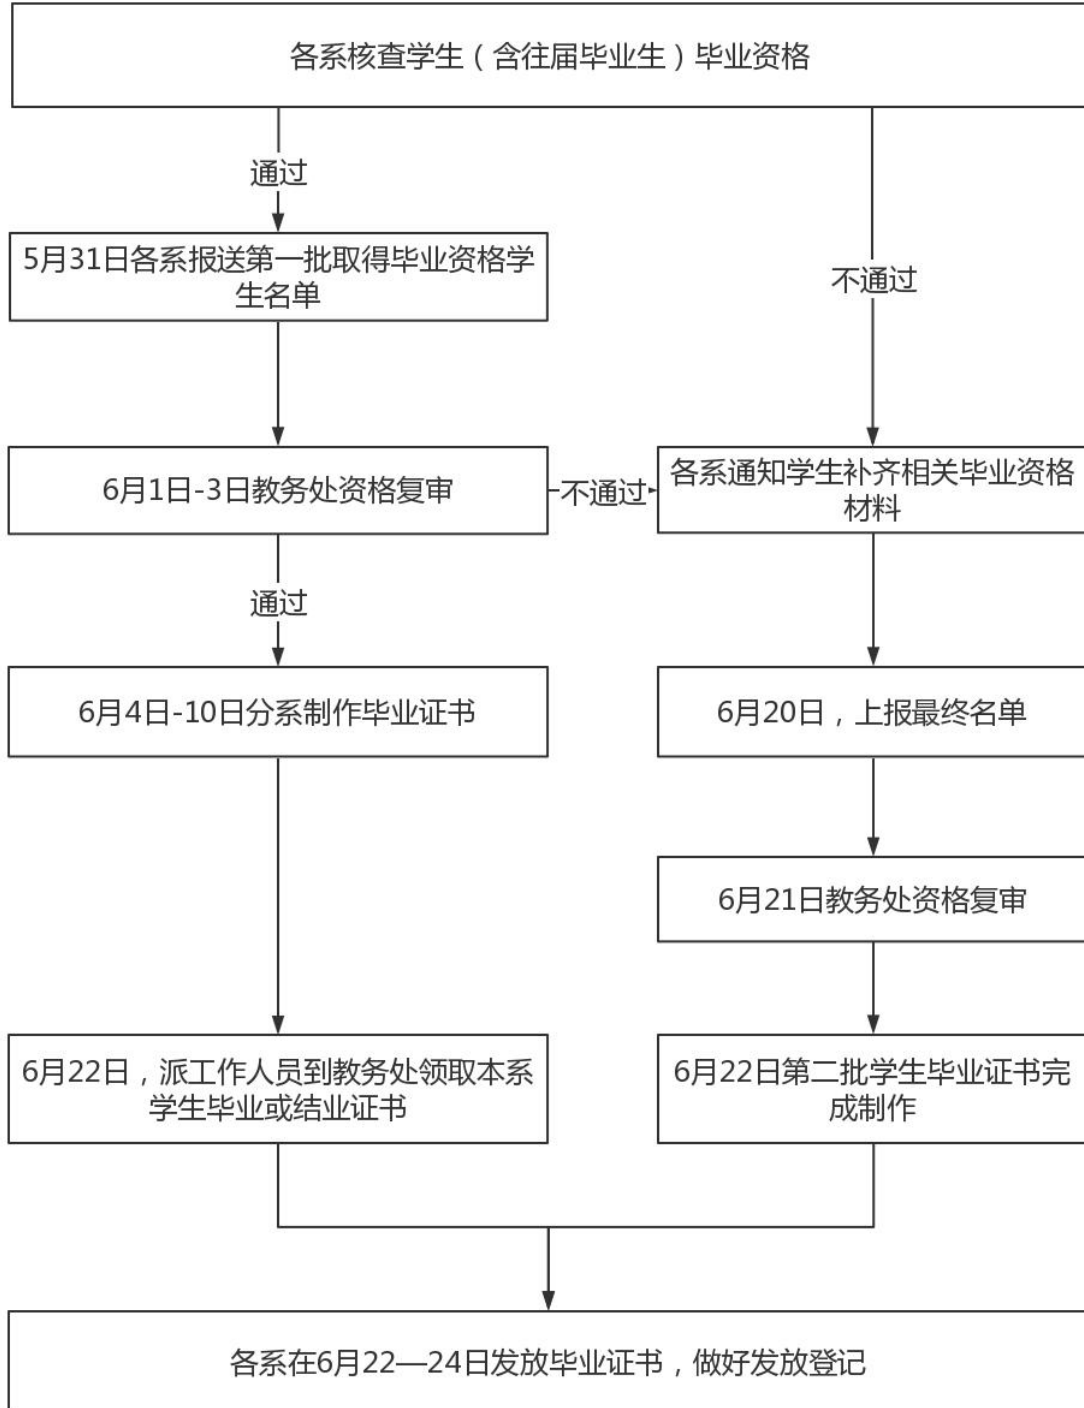 各系核查学生（含往届毕业生）毕业资格
通过
5月31日各系报送第一批取得毕业资格学
生名单
不通过
6月1日-3日教务处资格复审
不通过
各系通知学生补齐相关毕业资格
材料
通过
6月4日-10日分系制作毕业证书
6月20日，上报最终名单
6月21日教务处资格复审
6月22日，派工作人员到教务处领取本系
学生毕业或结业证书
6月22日第二批学生毕业证书完
成制作
各系在6月22—24日发放毕业证书，做好发放登记